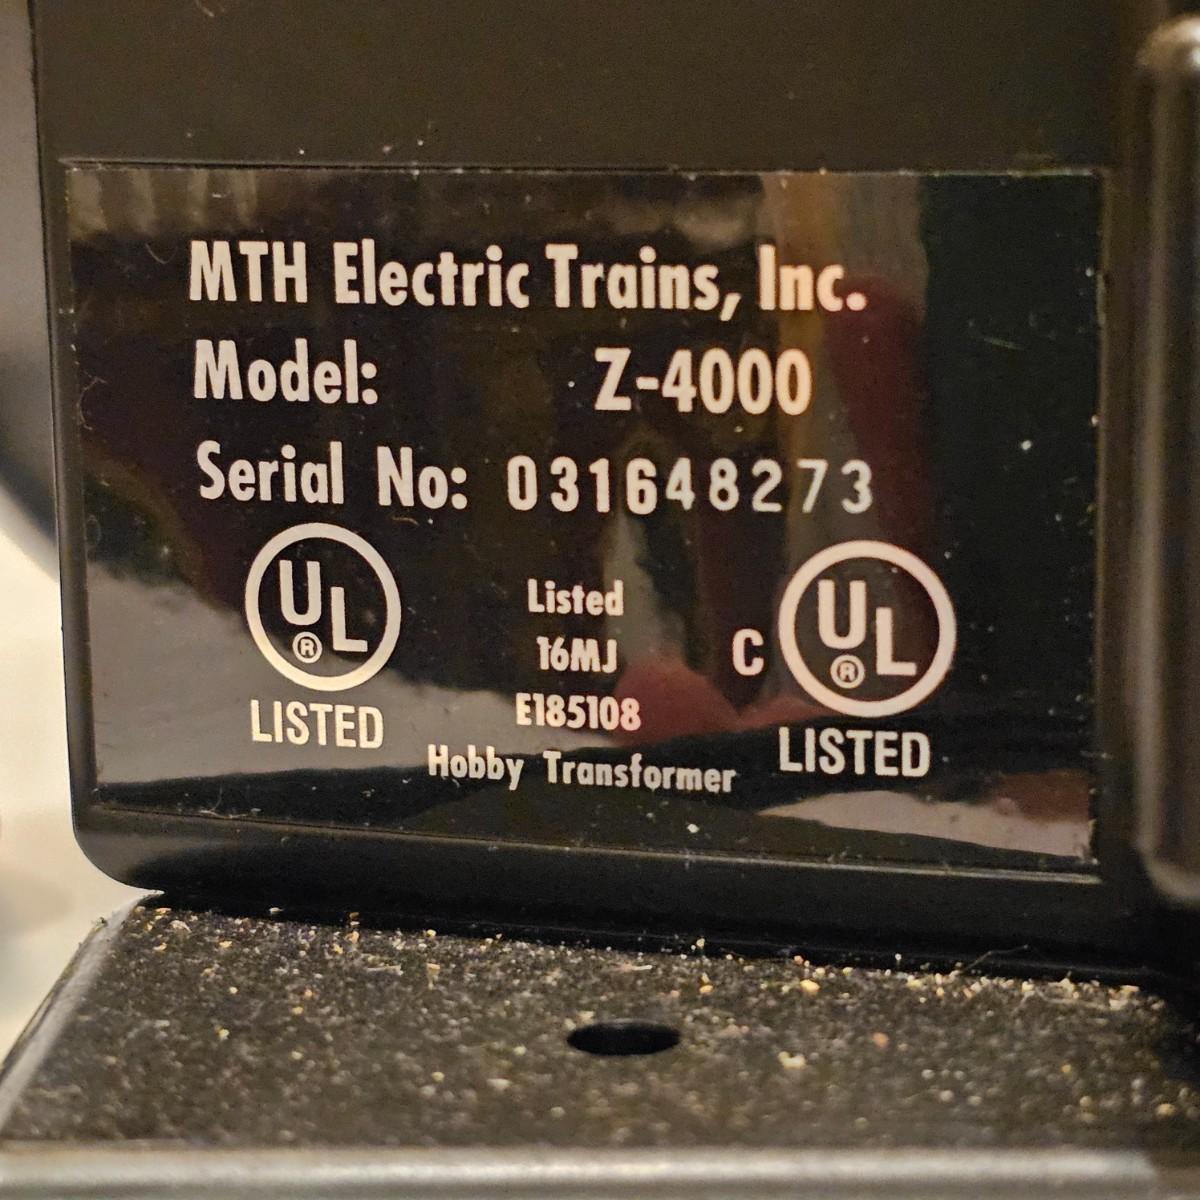 MTH Electric Trains, Inc.
Model: Z-4000
Serial No: 031648273
UL
®
LISTED
Listed
16MJ
E185108
Hobby Transformer
C UL
®
LISTED